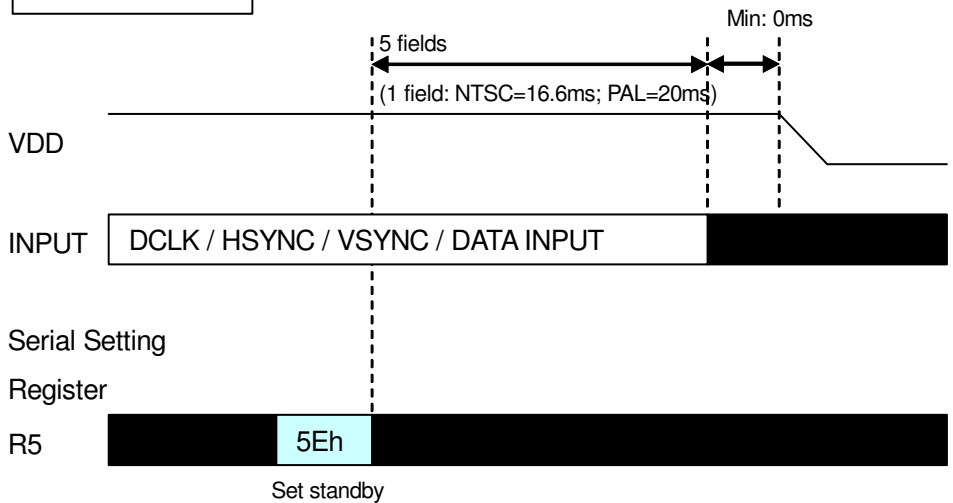 Min: 0ms
5 fields
(1 field: NTSC=16.6ms; PAL=20ms)
VDD
INPUT DCLK / HSYNC / VSYNC / DATA INPUT
Serial Setting
Register
R5 5Eh
Set standby